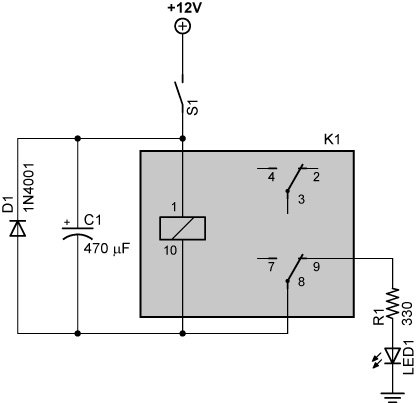 +12V
S1
K1
4 2
3
D1
1N4001
+ C1
470 µF
1
10
7 9
8
R1
330
LED1